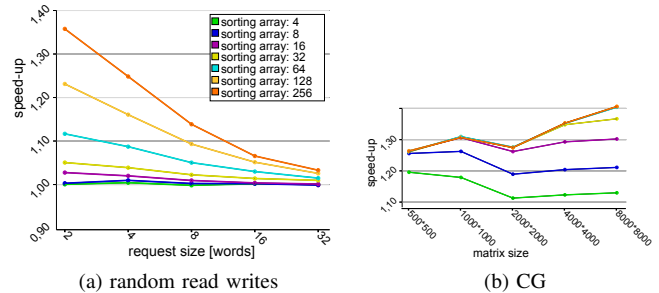 1,40
1,30
1,20
1,10
1,00
0,90
speed-up
sorting array: 4
sorting array: 8
sorting array: 16
sorting array: 32
sorting array: 64
sorting array: 128
sorting array: 256
2
4
8
16
32
request size [words]
(a) random read writes
1,30
1,20
1,10
speed-up
500*500
1000*1000
2000*2000
4000*4000
8000*8000
matrix size
(b) CG